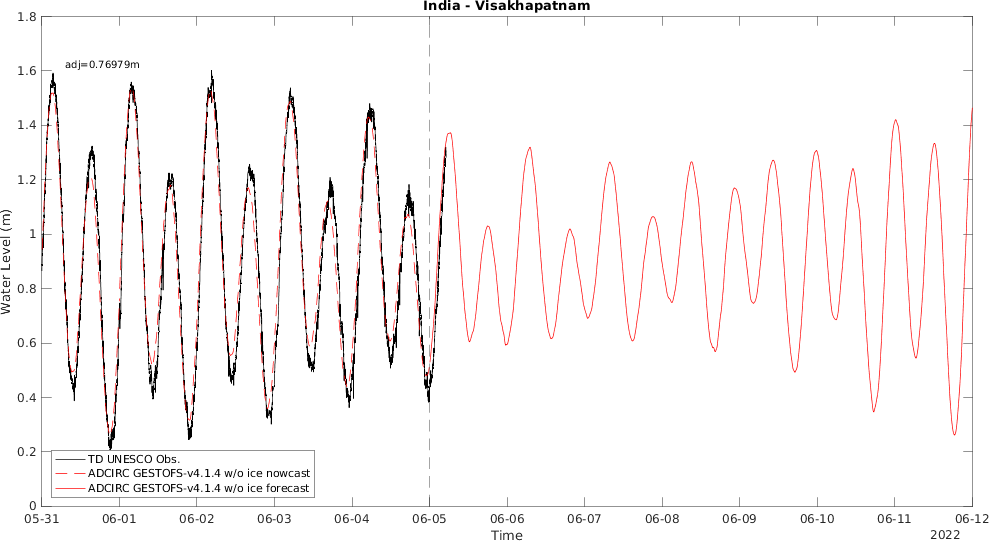 India - Visakhapatnam
1.8
1.6
1.4
1.2
1
0.8
0.6
0.4
0.2
0
Water Level (m)
adj=0.76979m
TD UNESCO Obs.
ADCIRC GESTOFS-v4.1.4 w/o ice nowcast
ADCIRC GESTOFS-v4.1.4 w/o ice forecast
05-31 06-01 06-02 06-03 06-04 06-05 06-06 06-07 06-08 06-09 06-10 06-11 06-12
Time
2022